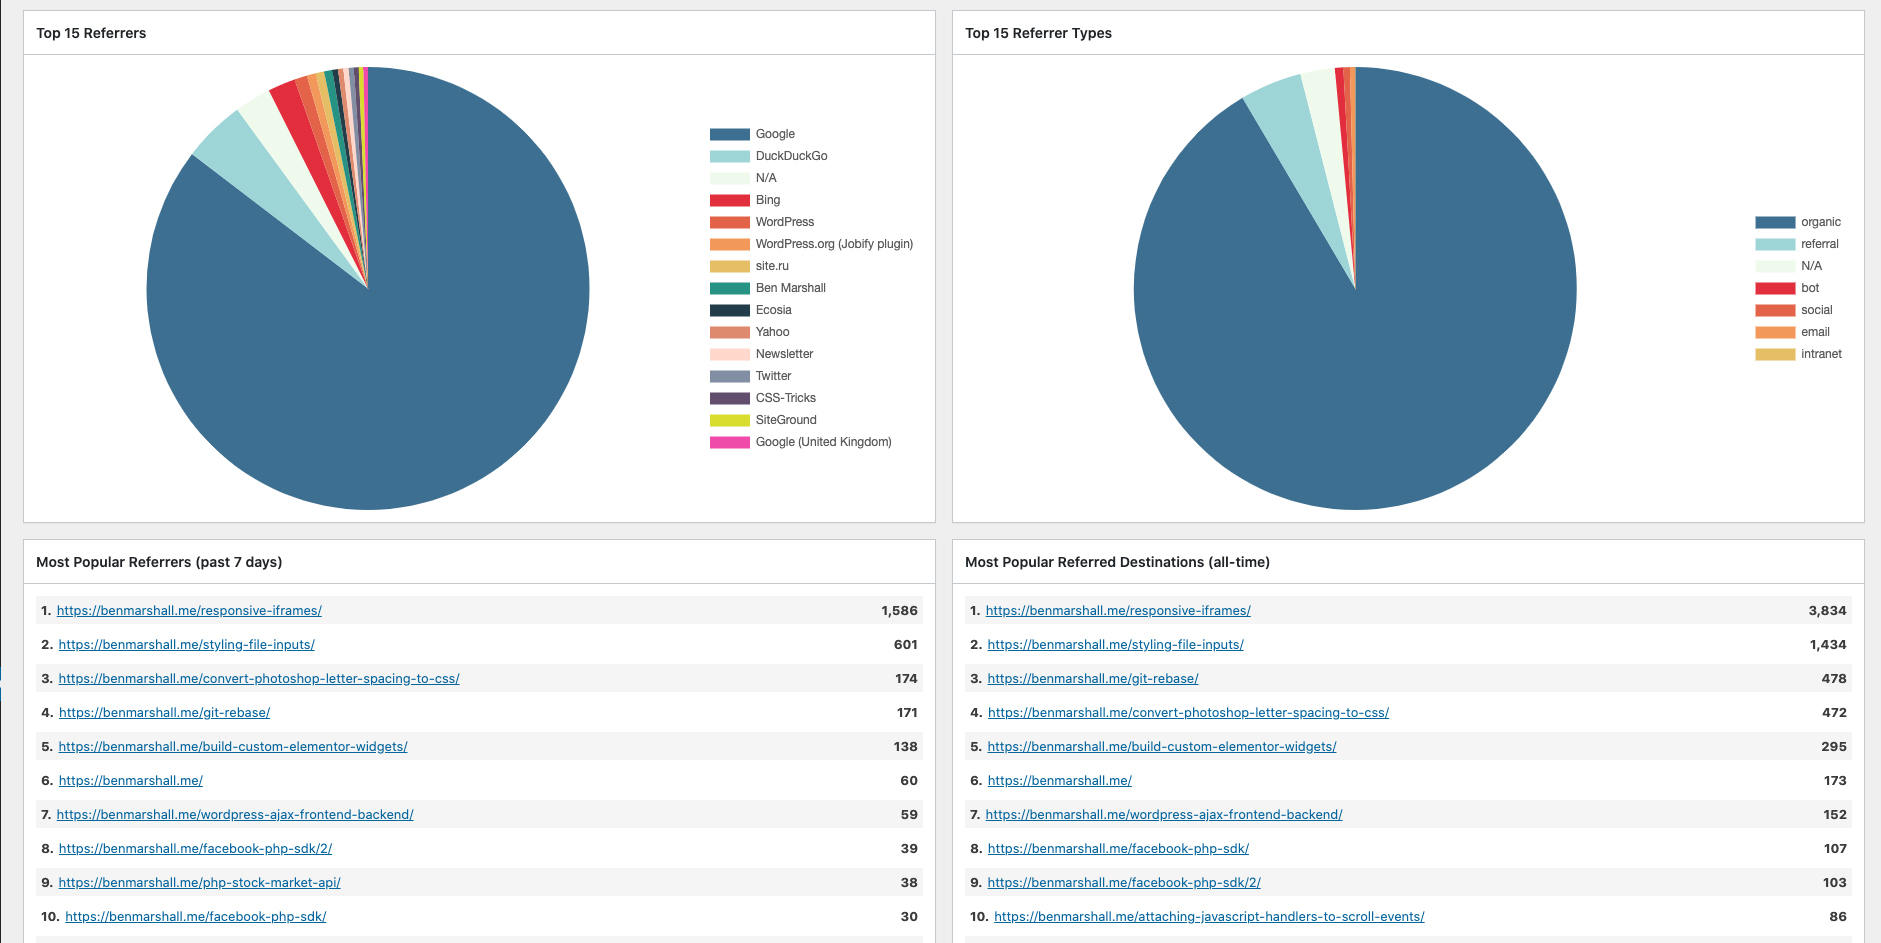 Top 15 Referrers
Google
DuckDuckGo
N/A
Bing
WordPress
WordPress.org (Jobify plugin)
site.ru
Ben Marshall
Ecosia
Yahoo
Newsletter
Twitter
CSS-Tricks
SiteGround
Google (United Kingdom)
Top 15 Referrer Types
organic
referral
N/A
bot
social
email
intranet
Most Popular Referrers (past 7 days)
1. https://benmarshall.me/responsive-iframes/ 1,586
2. https://benmarshall.me/styling-file-inputs/ 601
3. https://benmarshall.me/convert-photoshop-letter-spacing-to-css/ 174
4. https://benmarshall.me/git-rebase/ 171
5. https://benmarshall.me/build-custom-elementor-widgets/ 138
6. https://benmarshall.me/ 60
7. https://benmarshall.me/wordpress-ajax-frontend-backend/ 59
8. https://benmarshall.me/facebook-php-sdk/2/ 39
9. https://benmarshall.me/php-stock-market-api/ 38
10. https://benmarshall.me/facebook-php-sdk/ 30
Most Popular Referred Destinations (all-time)
1. https://benmarshall.me/responsive-iframes/ 3,834
2. https://benmarshall.me/styling-file-inputs/ 1,434
3. https://benmarshall.me/git-rebase/ 478
4. https://benmarshall.me/convert-photoshop-letter-spacing-to-css/ 472
5. https://benmarshall.me/build-custom-elementor-widgets/ 295
6. https://benmarshall.me/ 173
7. https://benmarshall.me/wordpress-ajax-frontend-backend/ 152
8. https://benmarshall.me/facebook-php-sdk/ 107
9. https://benmarshall.me/facebook-php-sdk/2/ 103
10. https://benmarshall.me/attaching-javascript-handlers-to-scroll-events/ 86